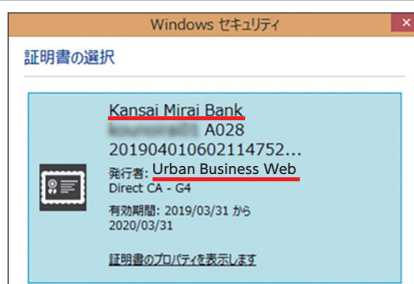 Windows セキュリティ
証明書の選択
Kansai Mirai Bank
A028
201904010602114752...
発行者: Urban Business Web
Direct CA - G4
有効期間: 2019/03/31 から
2020/03/31
証明書のプロパティを表示します